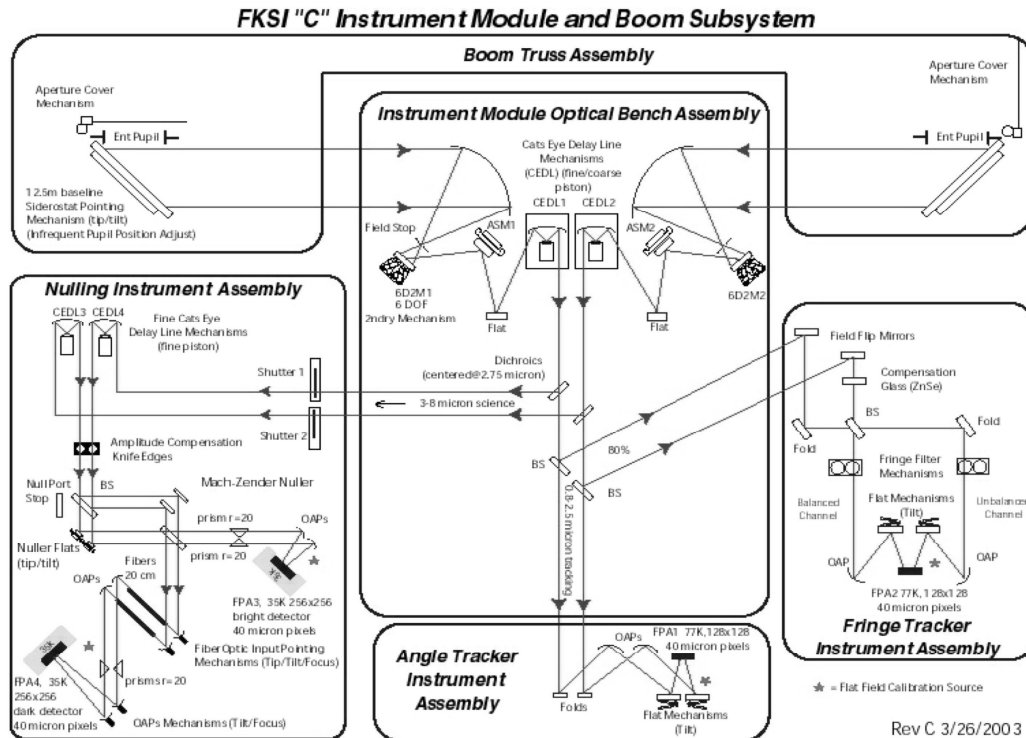 FKSI "C" Instrument Module and Boom Subsystem
Boom Truss Assembly
Aperture Cover
Mechanism
Ent Pupil
12.5m baseline
Siderostat Pointing
Mechanism (tip/tilt)
(Infrequent Pupil Position Adjust)
Aperture Cover
Mechanism
Ent Pupil
Instrument Module Optical Bench Assembly
Cats Eye Delay Line
Mechanisms
(CEDL) (fine/coarse
piston)
CEDL1
CEDL2
Field Stop
ASM1
ASM2
6D2M1
6 DOF
2ndry Mechanism
6D2M2
Flat
Flat
Dichroics
(centered@2.75 micron)
3-8 micron science
BS
80%
BS
0.8-2.5 micron tracking
Nulling Instrument Assembly
CEDL3
CEDL4
Fine Cats Eye
Delay Line Mechanisms
(fine piston)
Shutter 1
Shutter 2
Amplitude Compensation
Knife Edges
Null Port
Stop
BS
Mach-Zender Nuller
prism r=20
OAPs
Nuller Flats
(tip/tilt)
prism r=20
OAPs
Fibers
20 cm
35K
FPA3, 35K 256x256
bright detector
40 micron pixels
Fiber Optic Input Pointing
Mechanisms (Tip/Tilt/Focus)
35K
FPA4, 35K
256x256
dark detector
40 micron pixels
prisms r=20
OAPs Mechanisms (Tilt/Focus)
Angle Tracker
Instrument
Assembly
OAPs
FPA1 77K,128x128
40 micron pixels
Folds
Flat Mechanisms
(Tilt)
Field Flip Mirrors
Compensation
Glass (ZnSe)
BS
Fold
Fold
Fringe Filter
Mechanisms
Balanced
Channel
Flat Mechanisms
(Tilt)
Unbalanced
Channel
OAP
OAP
FPA2 77K, 128x128
40 micron pixels
Fringe Tracker
Instrument Assembly
= Flat Field Calibration Source
Rev C 3/26/2003